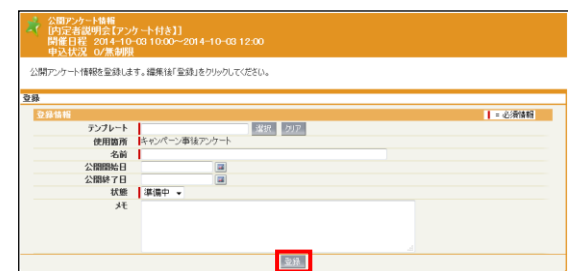 公開アンケート情報
[内定者説明会【アンケート付き】]
開催日程 2014-10-03 10:00～2014-10-03 12:00
申込状況 0/無制限
公開アンケート情報を登録します。編集後「登録」をクリックしてください。
登録
登録情報
= 必須情報
テンプレート 選択 クリア
使用箇所 キャンペーン事後アンケート
名前
公開開始日
公開終了日
状態 準備中
メモ
登録